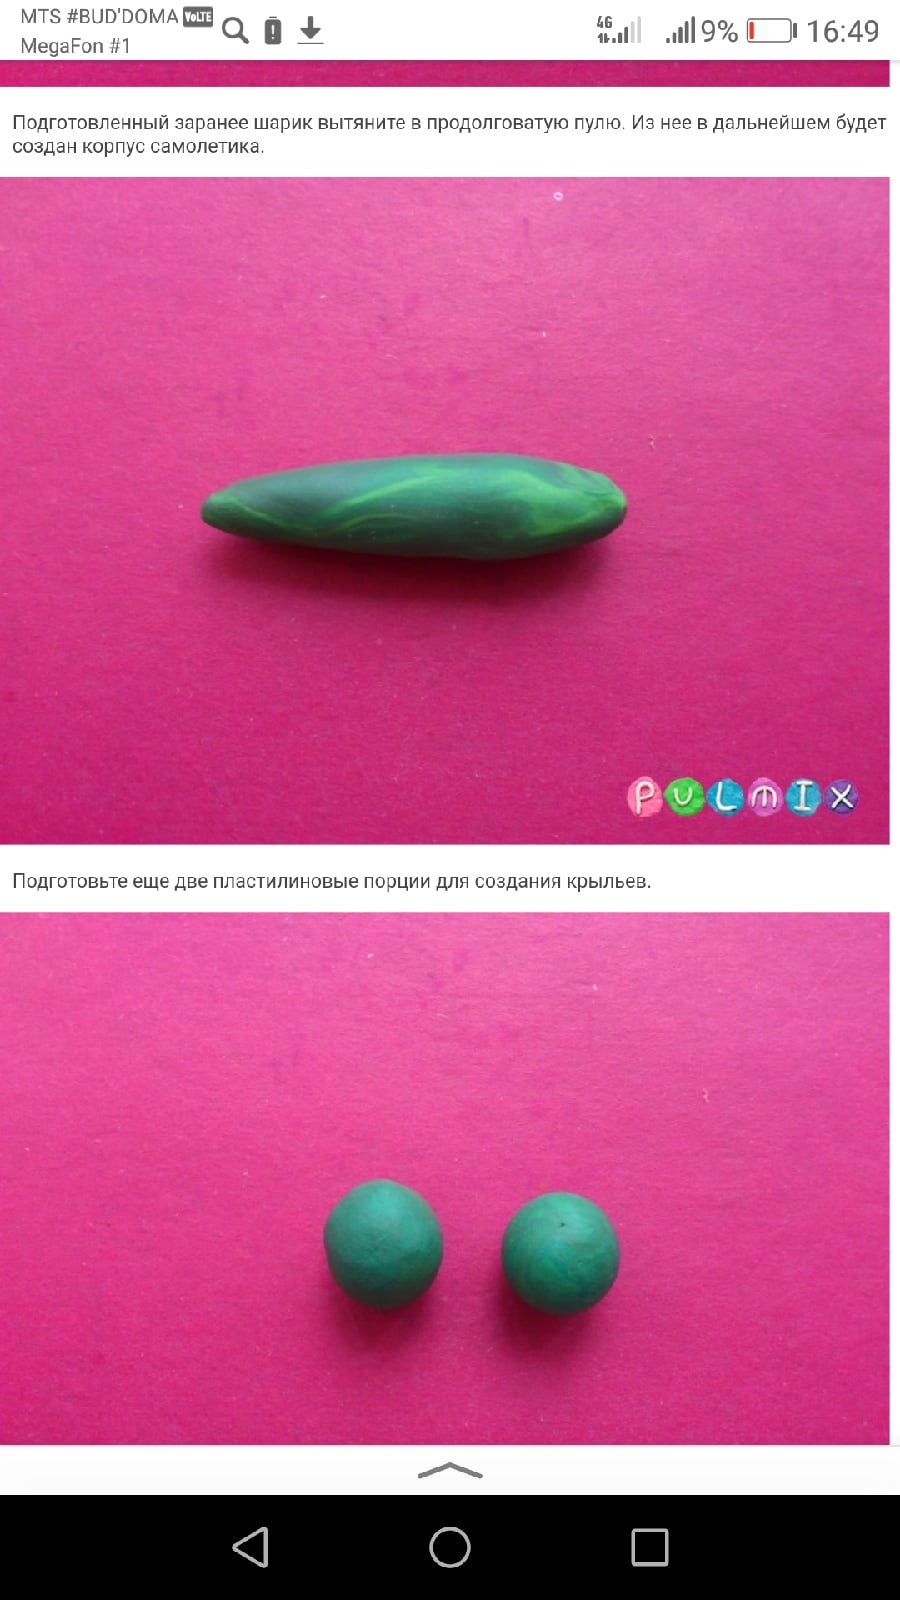 MTS #BUD'DOMA VoLTE
MegaFon #1
4G
9%
16:49
Подготовленный заранее шарик вытяните в продолговатую пулю. Из нее в дальнейшем будет
создан корпус самолетика.
PULMIX
Подготовьте еще две пластилиновые порции для создания крыльев.